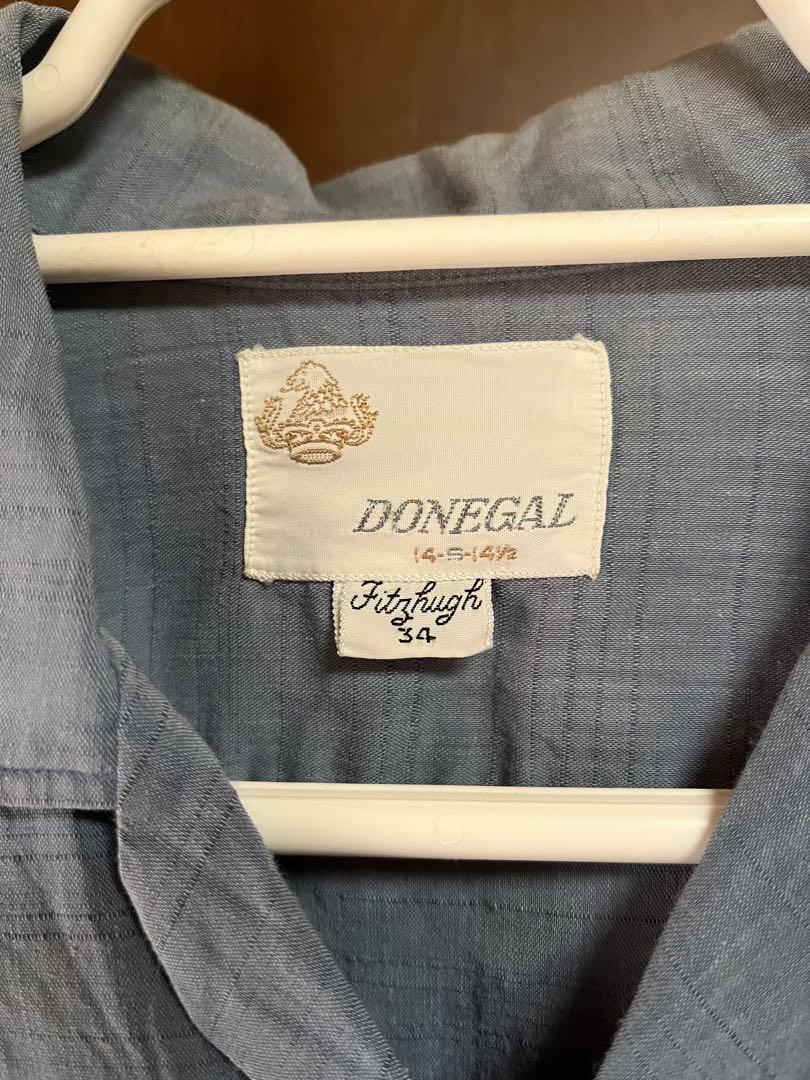 DONEGAL
14-S-14½
Fitzhugh
34